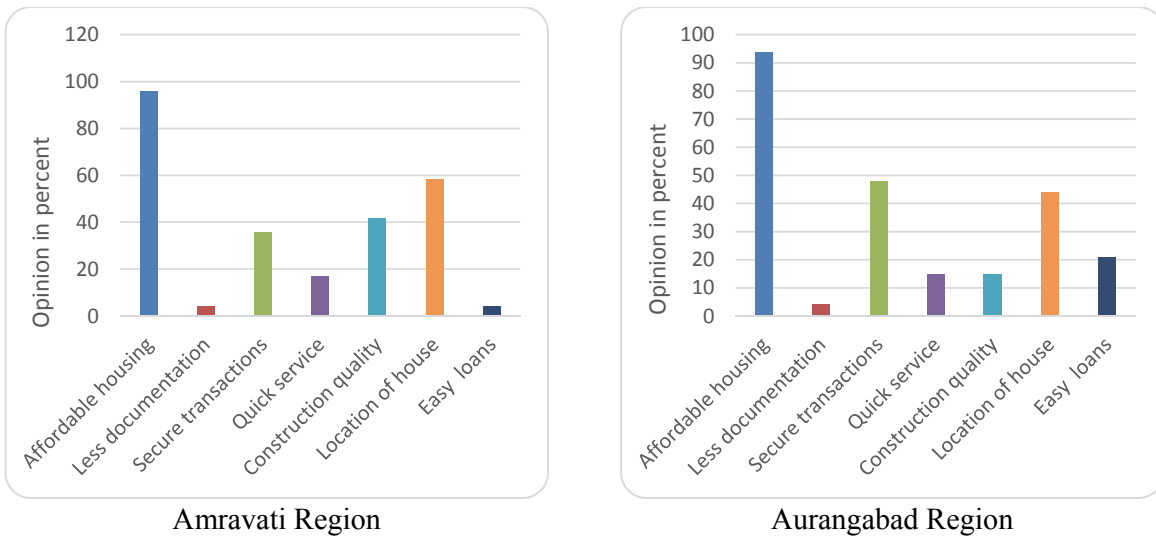 120
100
80
60
40
20
0
Opinion in percent
Affordable housing
Less documentation
Secure transactions
Quick service
Construction quality
Location of house
Easy loans
Amravati Region
100
90
80
70
60
50
40
30
20
10
0
Opinion in percent
Affordable housing
Less documentation
Secure transactions
Quick service
Construction quality
Location of house
Easy loans
Aurangabad Region